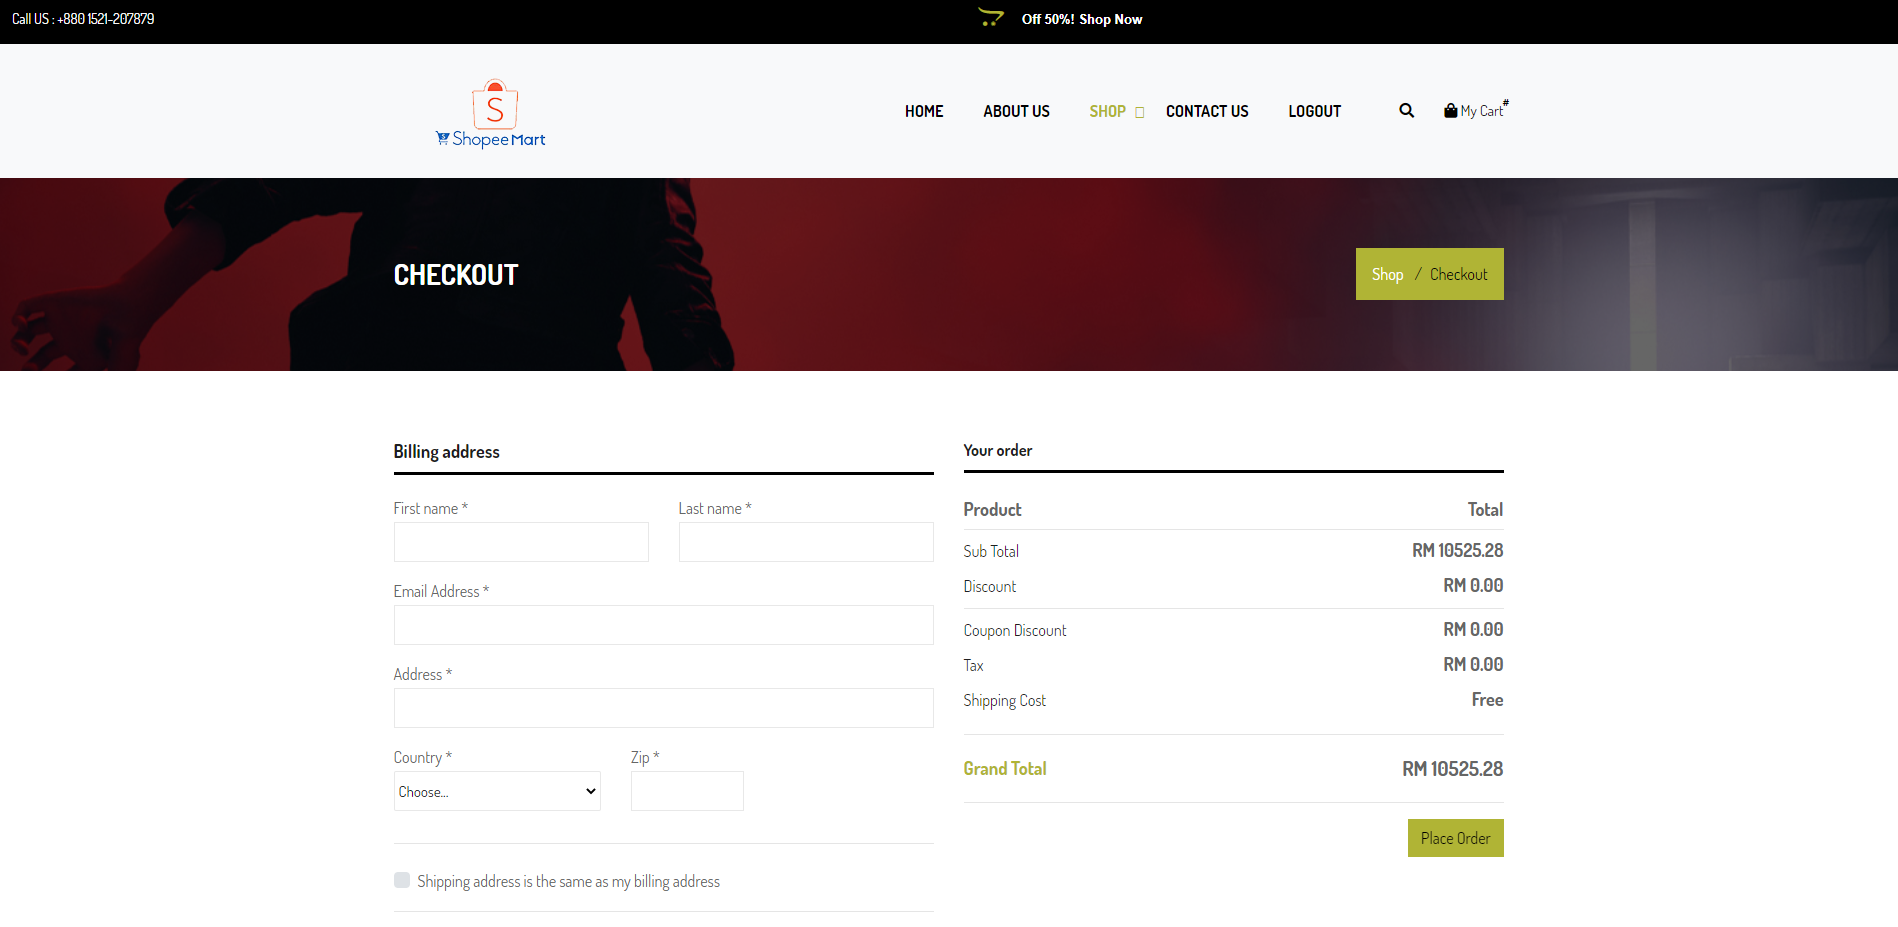 Call US : +880 1521-207879
Off 50%! Shop Now
S
Shopee Mart
HOME ABOUT US SHOP CONTACT US LOGOUT My Cart #
CHECKOUT
Shop / Checkout
Billing address
First name * Last name *
Email Address *
Address *
Country * Zip *
Choose...
Shipping address is the same as my billing address
Your order
Product Total
Sub Total RM 10525.28
Discount RM 0.00
Coupon Discount RM 0.00
Tax RM 0.00
Shipping Cost Free
Grand Total RM 10525.28
Place Order